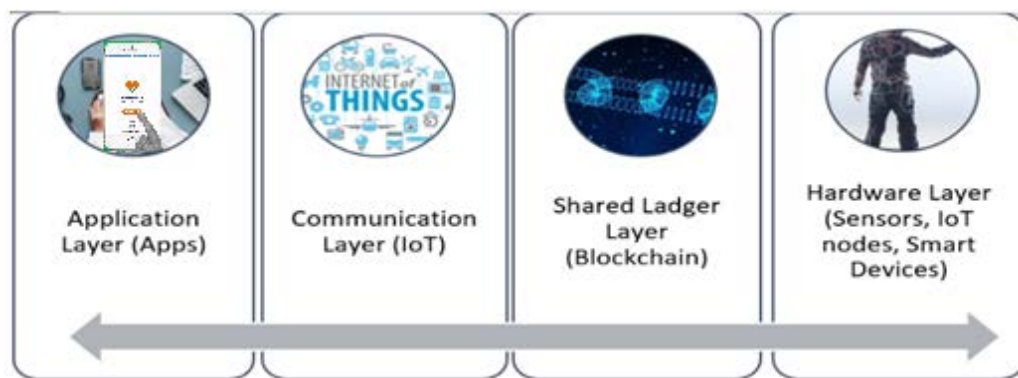 INTERNET of
THINGS
Application
Layer (Apps)
Communication
Layer (IoT)
Shared Ladger
Layer
(Blockchain)
Hardware Layer
(Sensors, IoT
nodes, Smart
Devices)